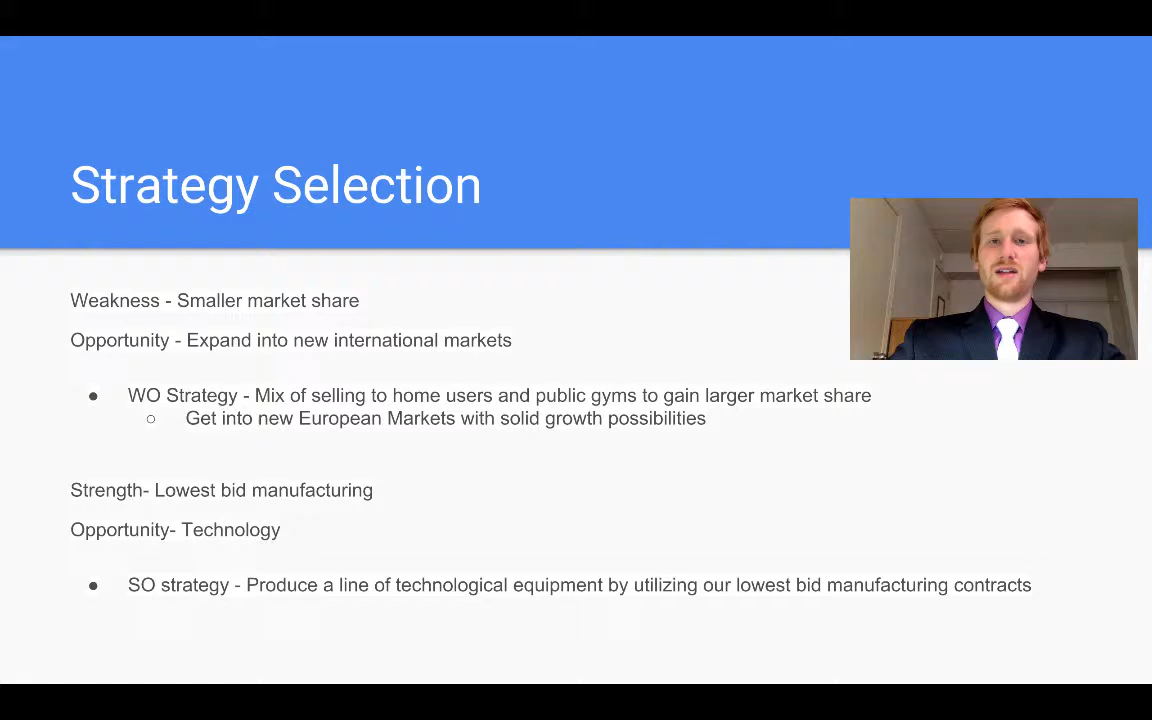 Strategy Selection
Weakness - Smaller market share
Opportunity - Expand into new international markets
● WO Strategy - Mix of selling to home users and public gyms to gain larger market share
○ Get into new European Markets with solid growth possibilities
Strength- Lowest bid manufacturing
Opportunity- Technology
● SO strategy - Produce a line of technological equipment by utilizing our lowest bid manufacturing contracts